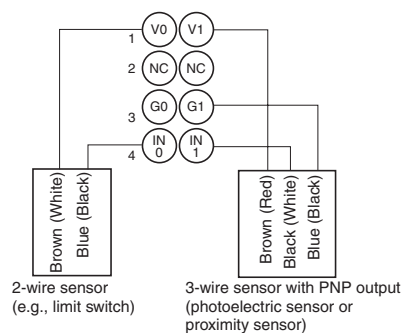 1 V0 V1
2 NC NC
3 G0 G1
4 IN 0 IN 1
Brown (White)
Blue (Black)
Brown (Red)
Black (White)
Blue (Black)
2-wire sensor
(e.g., limit switch)
3-wire sensor with PNP output
(photoelectric sensor or
proximity sensor)